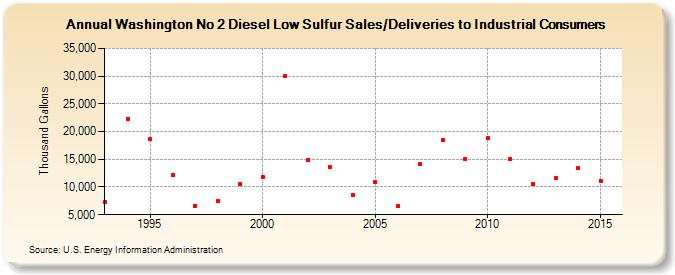 Annual Washington No 2 Diesel Low Sulfur Sales/Deliveries to Industrial Consumers
Thousand Gallons
35,000
30,000
25,000
20,000
15,000
10,000
5,000
1995 2000 2005 2010 2015
Source: U.S. Energy Information Administration